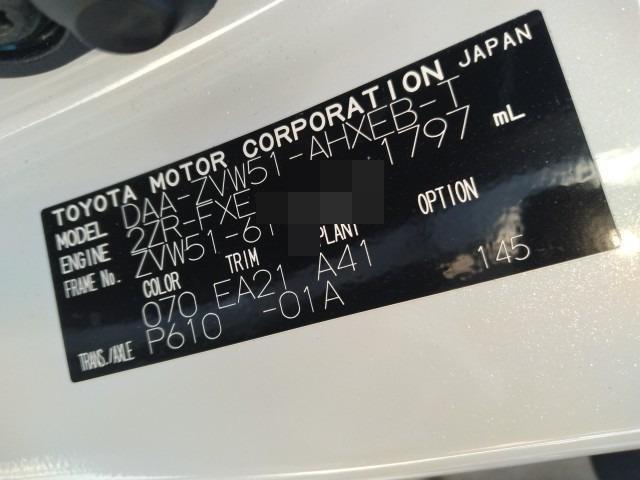 TOYOTA MOTOR CORPORATION JAPAN
MODEL DAA-ZVW51-AHXEB-T
ENGINE 2ZR-FXE 1797 mL
FRAME No. ZVW51-61
COLOR TRIM PLANT OPTION
070 EA21 A41 145
TRANS./AXLE P610 -01A